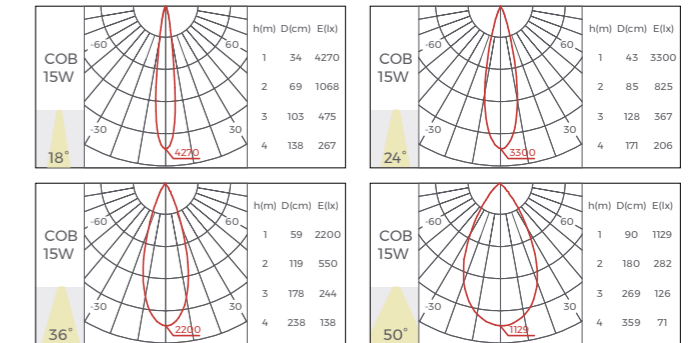 COB
15W
18°
-60
60
-30
30
4270
h(m) D(cm) E(lx)
1 34 4270
2 69 1068
3 103 475
4 138 267
COB
15W
24°
-60
60
-30
30
3300
h(m) D(cm) E(lx)
1 43 3300
2 85 825
3 128 367
4 171 206
COB
15W
36°
-60
60
-30
30
2200
h(m) D(cm) E(lx)
1 59 2200
2 119 550
3 178 244
4 238 138
COB
15W
50°
-60
60
-30
30
1129
h(m) D(cm) E(lx)
1 90 1129
2 180 282
3 269 126
4 359 71